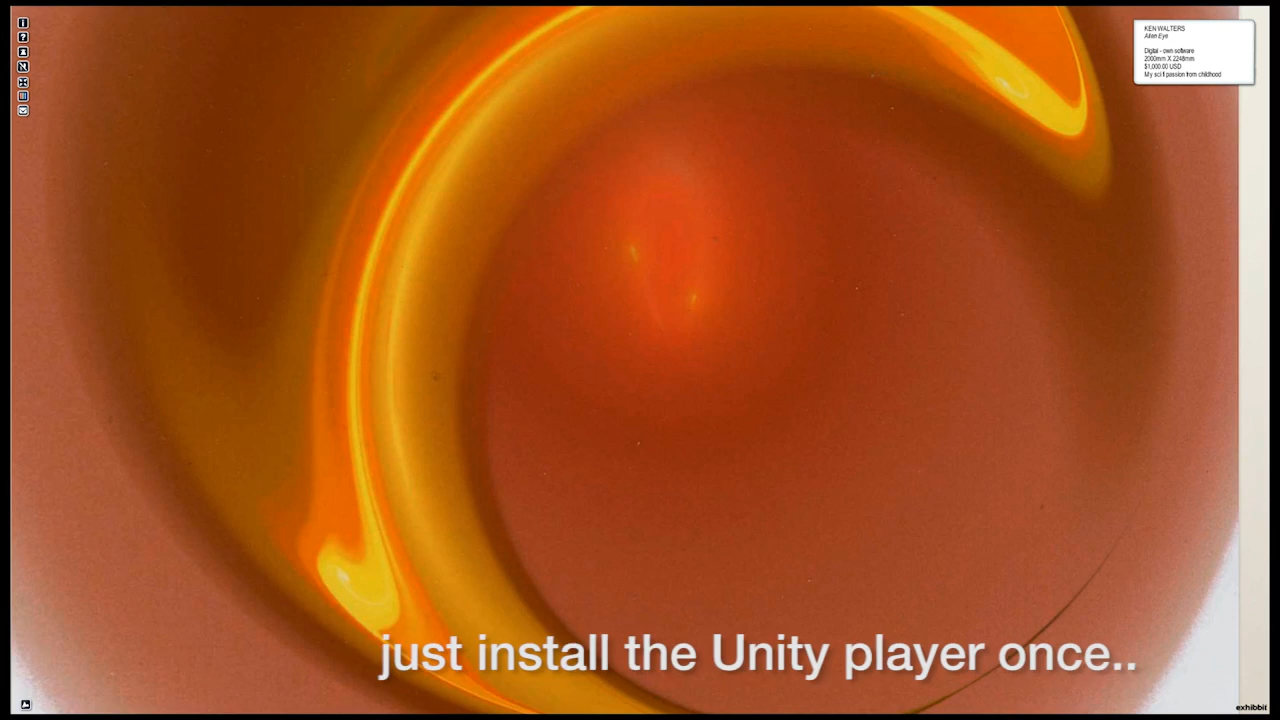 KEN WALTERS
Alien Eye
Digital - own software
2000mm X 2248mm
$1,000.00 USD
My sci fi passion from childhood
just install the Unity player once..
exhibbit